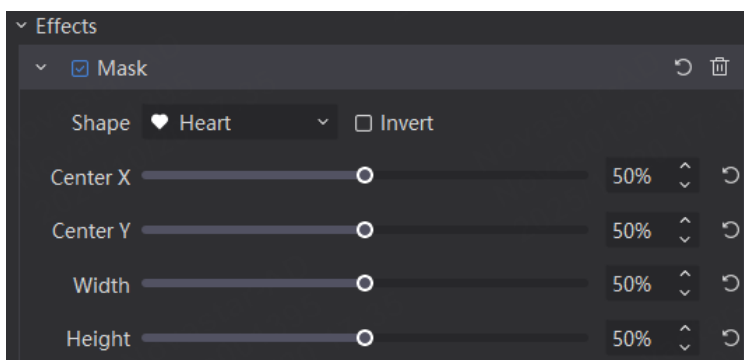 Effects
Mask
Shape Heart Invert
Center X 50%
Center Y 50%
Width 50%
Height 50%